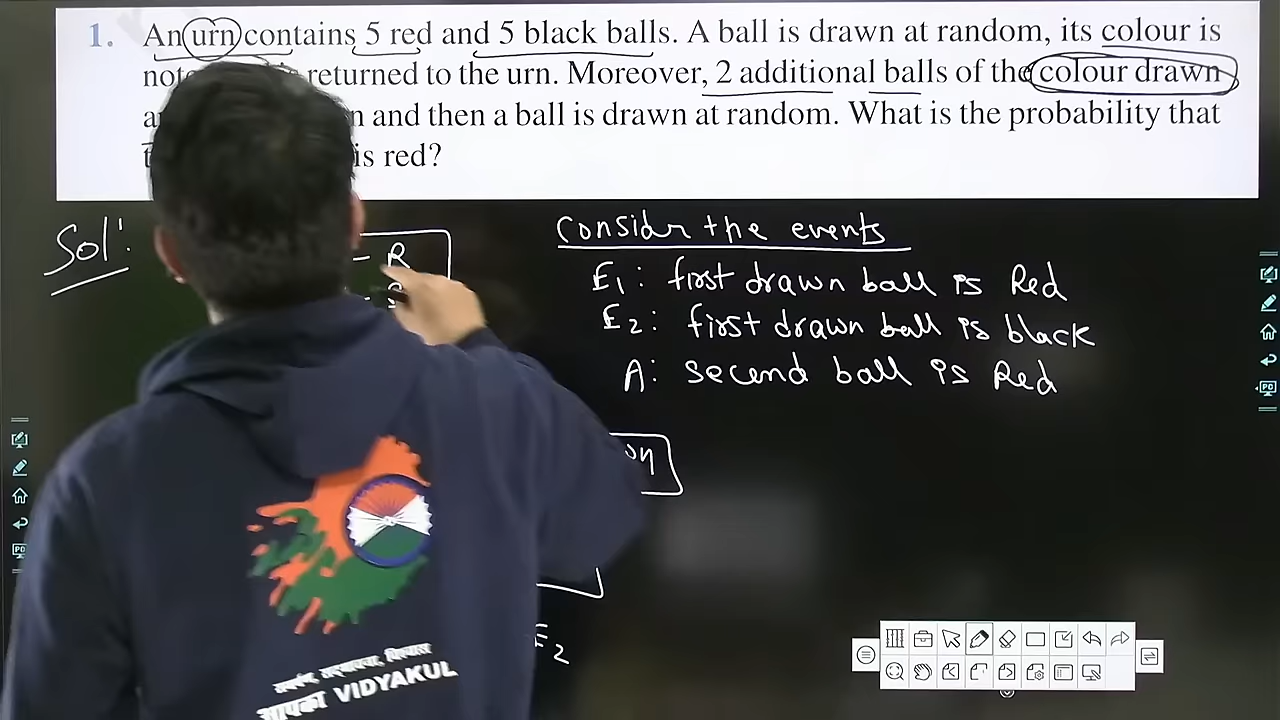 1. An urn contains 5 red and 5 black balls. A ball is drawn at random, its colour is
returned to the urn. Moreover, 2 additional balls of the colour drawn
and then a ball is drawn at random. What is the probability that
is red?
Sol:
R
Consider the events
E1: first drawn ball is Red
E2: first drawn ball is black
A: second ball is Red
E2
आपका VIDYAKUL